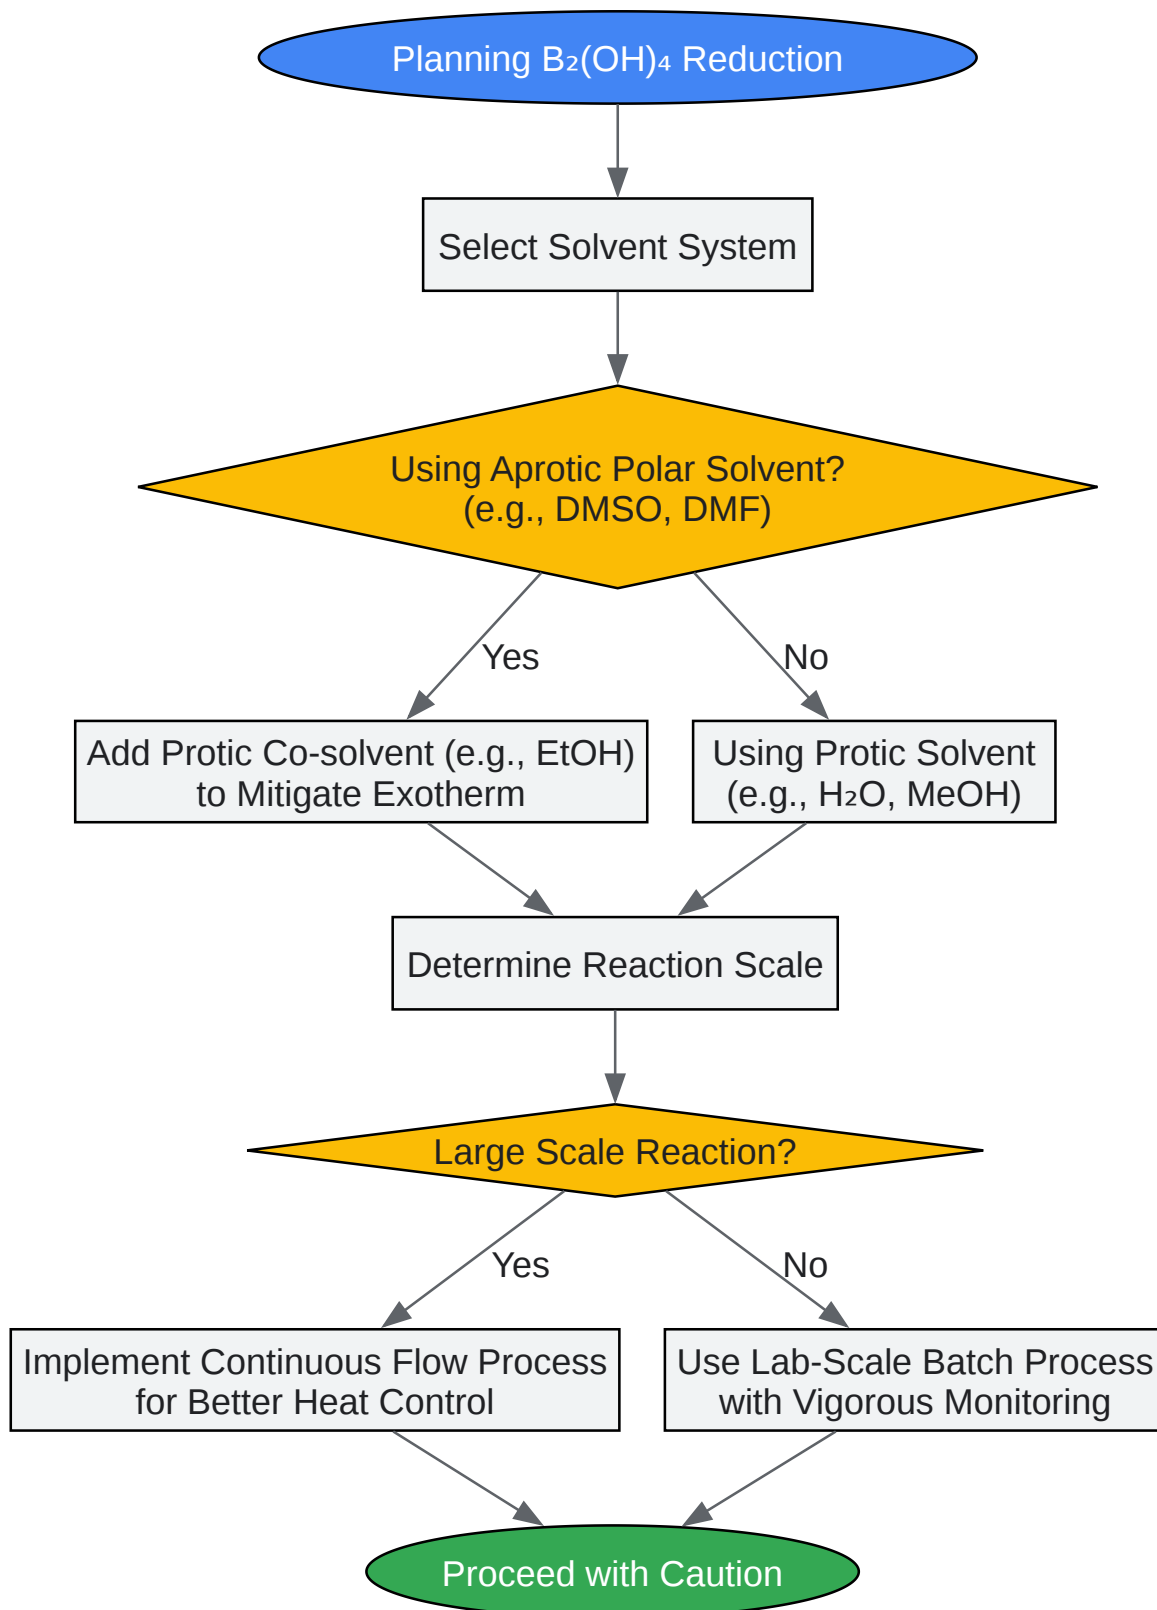 Planning B₂(OH)₄ Reduction
Select Solvent System
Using Aprotic Polar Solvent?
(e.g., DMSO, DMF)
Yes
No
Add Protic Co-solvent (e.g., EtOH)
to Mitigate Exotherm
Using Protic Solvent
(e.g., H₂O, MeOH)
Determine Reaction Scale
Large Scale Reaction?
Yes
No
Implement Continuous Flow Process
for Better Heat Control
Use Lab-Scale Batch Process
with Vigorous Monitoring
Proceed with Caution